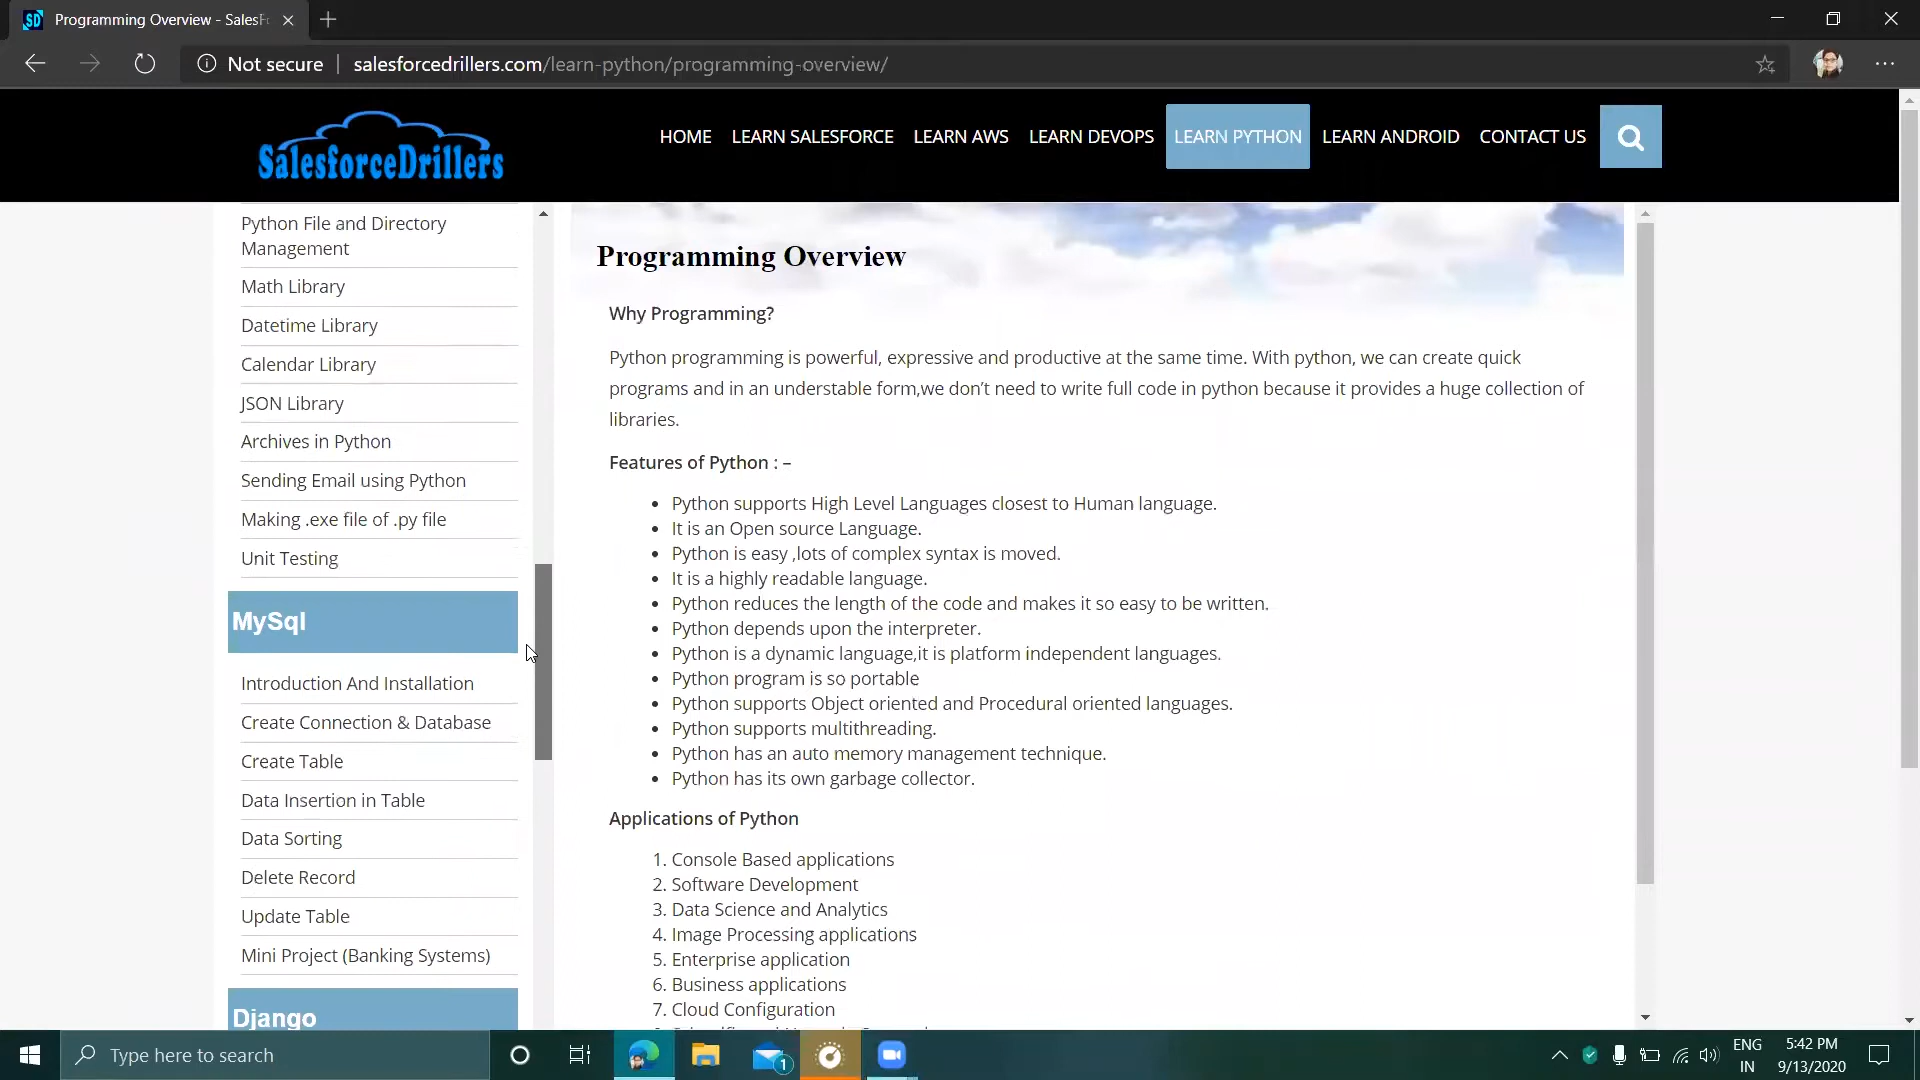 Programming Overview - SalesF
Not secure
salesforcedrillers.com/learn-python/programming-overview/
SalesforceDrillers
HOME
LEARN SALESFORCE
LEARN AWS
LEARN DEVOPS
LEARN PYTHON
LEARN ANDROID
CONTACT US
Python File and Directory
Management
Math Library
Datetime Library
Calendar Library
JSON Library
Archives in Python
Sending Email using Python
Making .exe file of .py file
Unit Testing
MySql
Introduction And Installation
Create Connection & Database
Create Table
Data Insertion in Table
Data Sorting
Delete Record
Update Table
Mini Project (Banking Systems)
Django
Programming Overview
Why Programming?
Python programming is powerful, expressive and productive at the same time. With python, we can create quick
programs and in an understable form,we don't need to write full code in python because it provides a huge collection of
libraries.
Features of Python : –
• Python supports High Level Languages closest to Human language.
• It is an Open source Language.
• Python is easy ,lots of complex syntax is moved.
• It is a highly readable language.
• Python reduces the length of the code and makes it so easy to be written.
• Python depends upon the interpreter.
• Python is a dynamic language,it is platform independent languages.
• Python program is so portable
• Python supports Object oriented and Procedural oriented languages.
• Python supports multithreading.
• Python has an auto memory management technique.
• Python has its own garbage collector.
Applications of Python
1. Console Based applications
2. Software Development
3. Data Science and Analytics
4. Image Processing applications
5. Enterprise application
6. Business applications
7. Cloud Configuration
Type here to search
1
ENG
IN
5:42 PM
9/13/2020